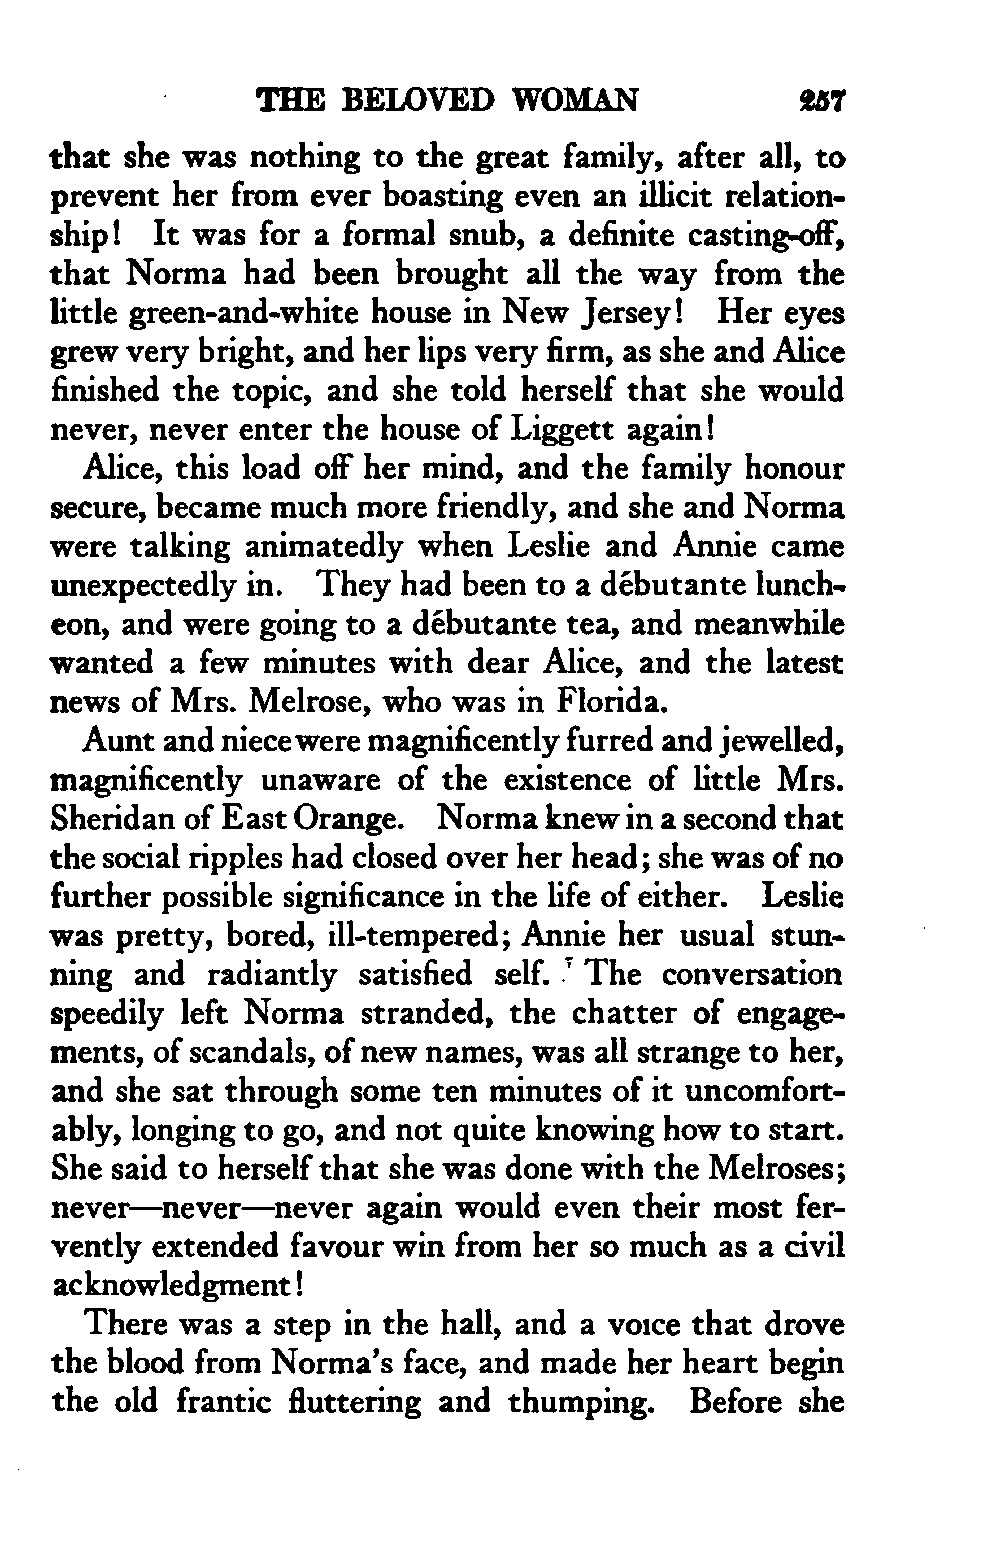 THE BELOVED WOMAN 257
that she was nothing to the great family, after all, to
prevent her from ever boasting even an illicit relation-
ship! It was for a formal snub, a definite casting-off,
that Norma had been brought all the way from the
little green-and-white house in New Jersey! Her eyes
grew very bright, and her lips very firm, as she and Alice
finished the topic, and she told herself that she would
never, never enter the house of Liggett again!
Alice, this load off her mind, and the family honour
secure, became much more friendly, and she and Norma
were talking animatedly when Leslie and Annie came
unexpectedly in. They had been to a débutante lunch-
eon, and were going to a débutante tea, and meanwhile
wanted a few minutes with dear Alice, and the latest
news of Mrs. Melrose, who was in Florida.
Aunt and niece were magnificently furred and jewelled,
magnificently unaware of the existence of little Mrs.
Sheridan of East Orange. Norma knew in a second that
the social ripples had closed over her head; she was of no
further possible significance in the life of either. Leslie
was pretty, bored, ill-tempered; Annie her usual stun-
ning and radiantly satisfied self. The conversation
speedily left Norma stranded, the chatter of engage-
ments, of scandals, of new names, was all strange to her,
and she sat through some ten minutes of it uncomfort-
ably, longing to go, and not quite knowing how to start.
She said to herself that she was done with the Melroses;
never—never—never again would even their most fer-
vently extended favour win from her so much as a civil
acknowledgment!
There was a step in the hall, and a voice that drove
the blood from Norma's face, and made her heart begin
the old frantic fluttering and thumping. Before she